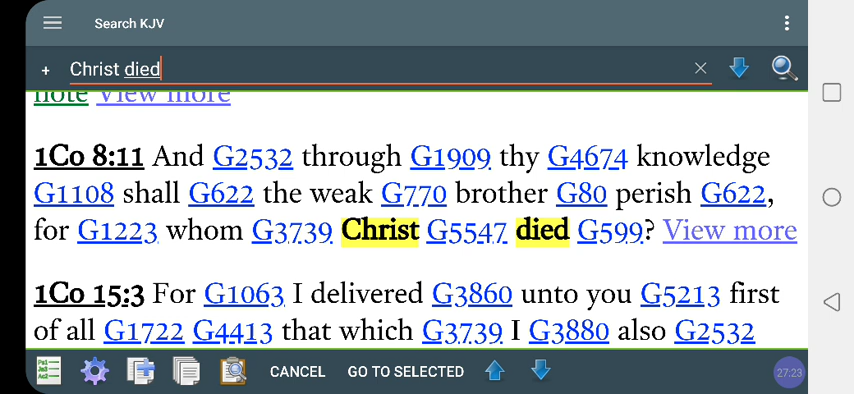 Search KJV
+ Christ died
note View more
1Co 8:11 And G2532 through G1909 thy G4674 knowledge
G1108 shall G622 the weak G770 brother G80 perish G622,
for G1223 whom G3739 Christ G5547 died G599? View more
1Co 15:3 For G1063 I delivered G3860 unto you G5213 first
of all G1722 G4413 that which G3739 I G3880 also G2532
CANCEL GO TO SELECTED 27:23